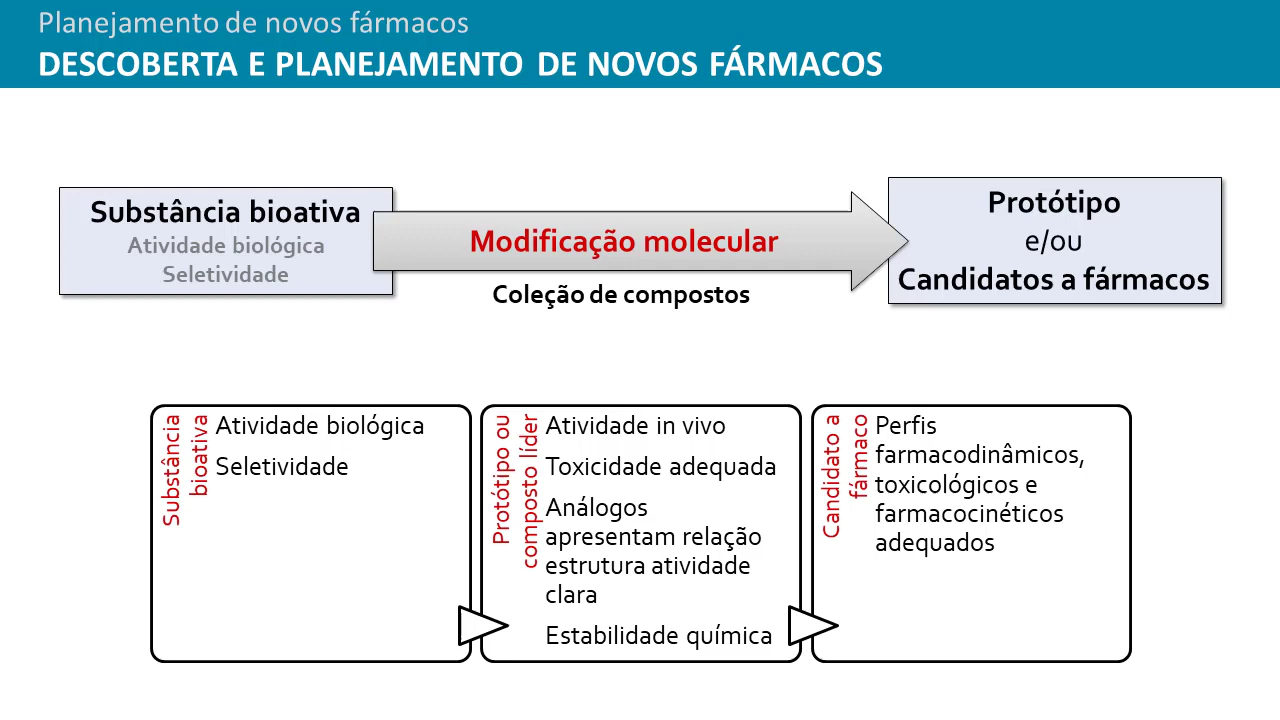 Planejamento de novos fármacos
DESCOBERTA E PLANEJAMENTO DE NOVOS FÁRMACOS
Substância bioativa
Atividade biológica
Seletividade
Modificação molecular
Coleção de compostos
Protótipo
e/ou
Candidatos a fármacos
Substância
bioativa
Atividade biológica
Seletividade
Protótipo ou
composto líder
Atividade in vivo
Toxicidade adequada
Análogos
apresentam relação
estrutura atividade
clara
Estabilidade química
Candidato a
fármaco
Perfis
farmacodinâmicos,
toxicológicos e
farmacocinéticos
adequados